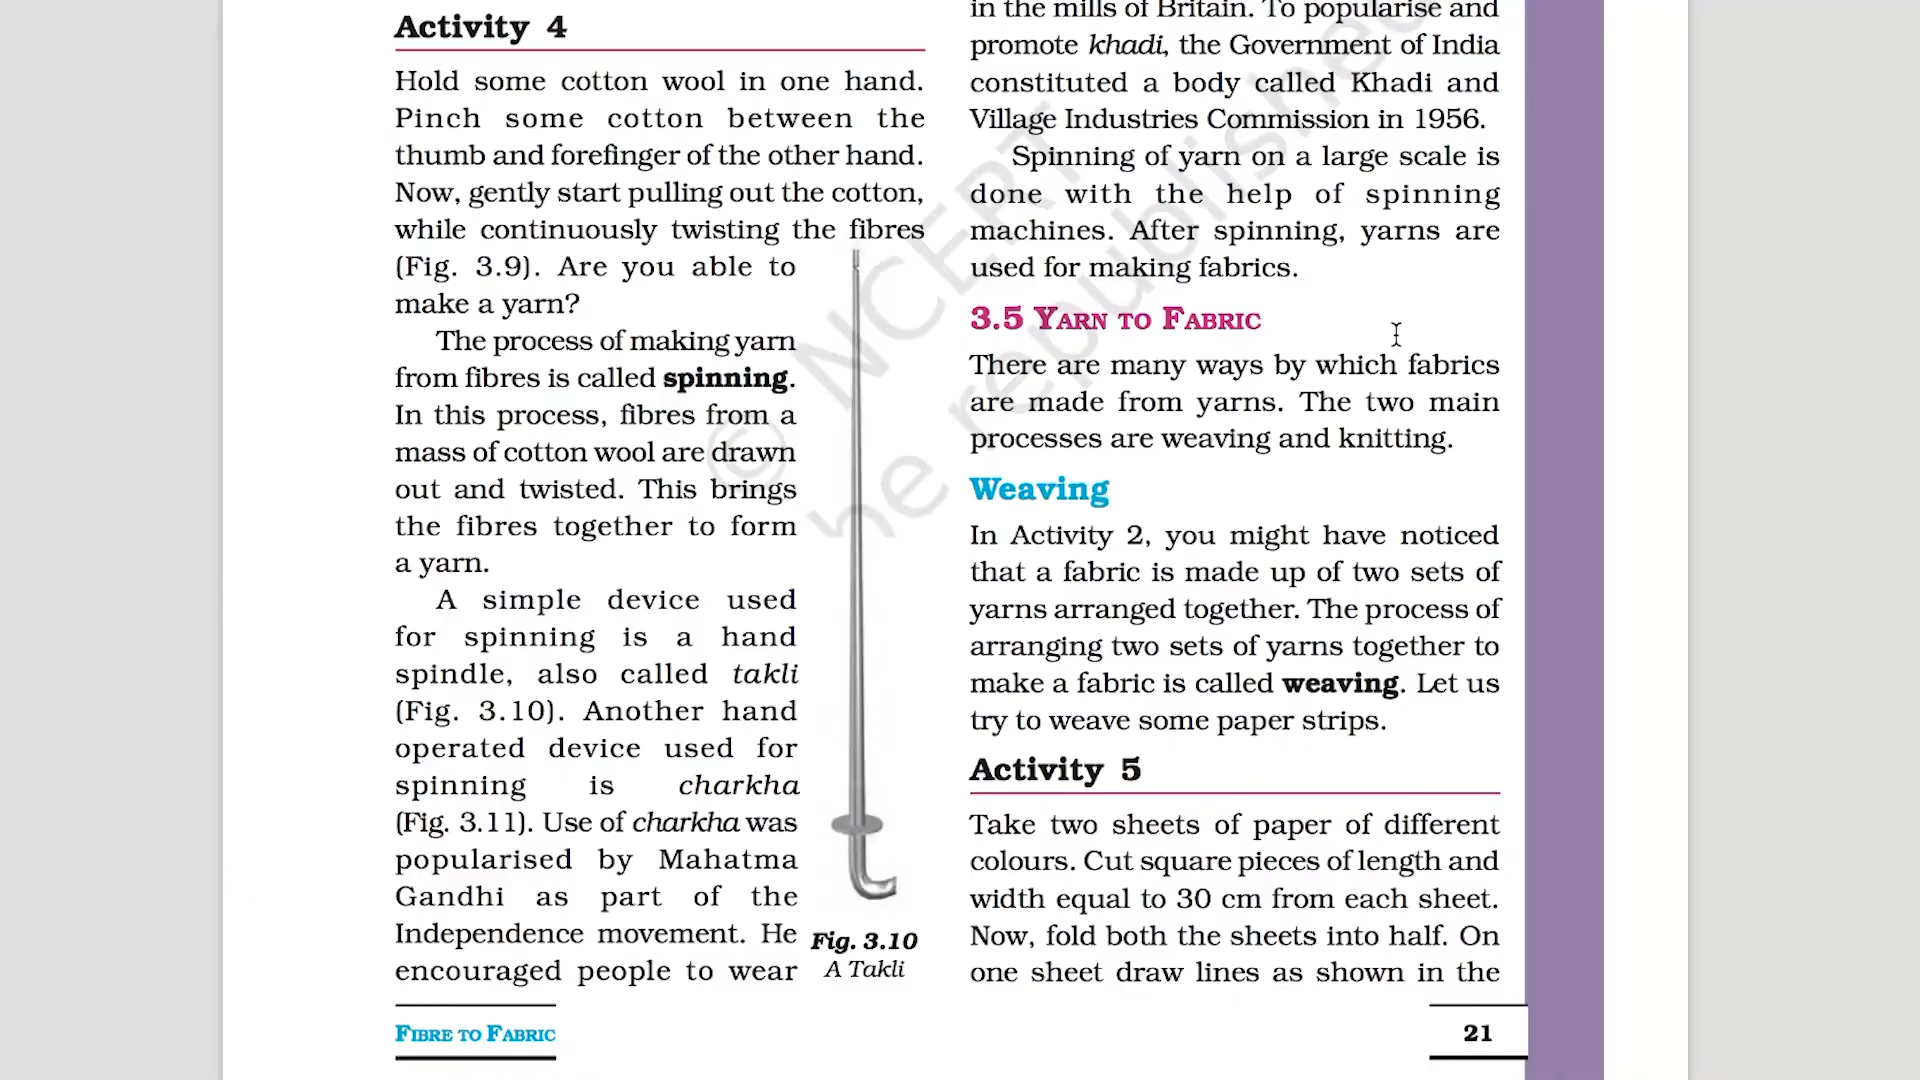 Activity 4
Hold some cotton wool in one hand.
Pinch some cotton between the
thumb and forefinger of the other hand.
Now, gently start pulling out the cotton,
while continuously twisting the fibres
(Fig. 3.9). Are you able to
make a yarn?
The process of making yarn
from fibres is called spinning.
In this process, fibres from a
mass of cotton wool are drawn
out and twisted. This brings
the fibres together to form
a yarn.
A simple device used
for spinning is a hand
spindle, also called takli
(Fig. 3.10). Another hand
operated device used for
spinning is charkha
(Fig. 3.11). Use of charkha was
popularised by Mahatma
Gandhi as part of the
Independence movement. He
encouraged people to wear
Fig. 3.10
A Takli
in the mills of Britain. To popularise and
promote khadi, the Government of India
constituted a body called Khadi and
Village Industries Commission in 1956.
Spinning of yarn on a large scale is
done with the help of spinning
machines. After spinning, yarns are
used for making fabrics.
3.5 YARN TO FABRIC
There are many ways by which fabrics
are made from yarns. The two main
processes are weaving and knitting.
Weaving
In Activity 2, you might have noticed
that a fabric is made up of two sets of
yarns arranged together. The process of
arranging two sets of yarns together to
make a fabric is called weaving. Let us
try to weave some paper strips.
Activity 5
Take two sheets of paper of different
colours. Cut square pieces of length and
width equal to 30 cm from each sheet.
Now, fold both the sheets into half. On
one sheet draw lines as shown in the
FIBRE TO FABRIC
21
© NCERT
be republished